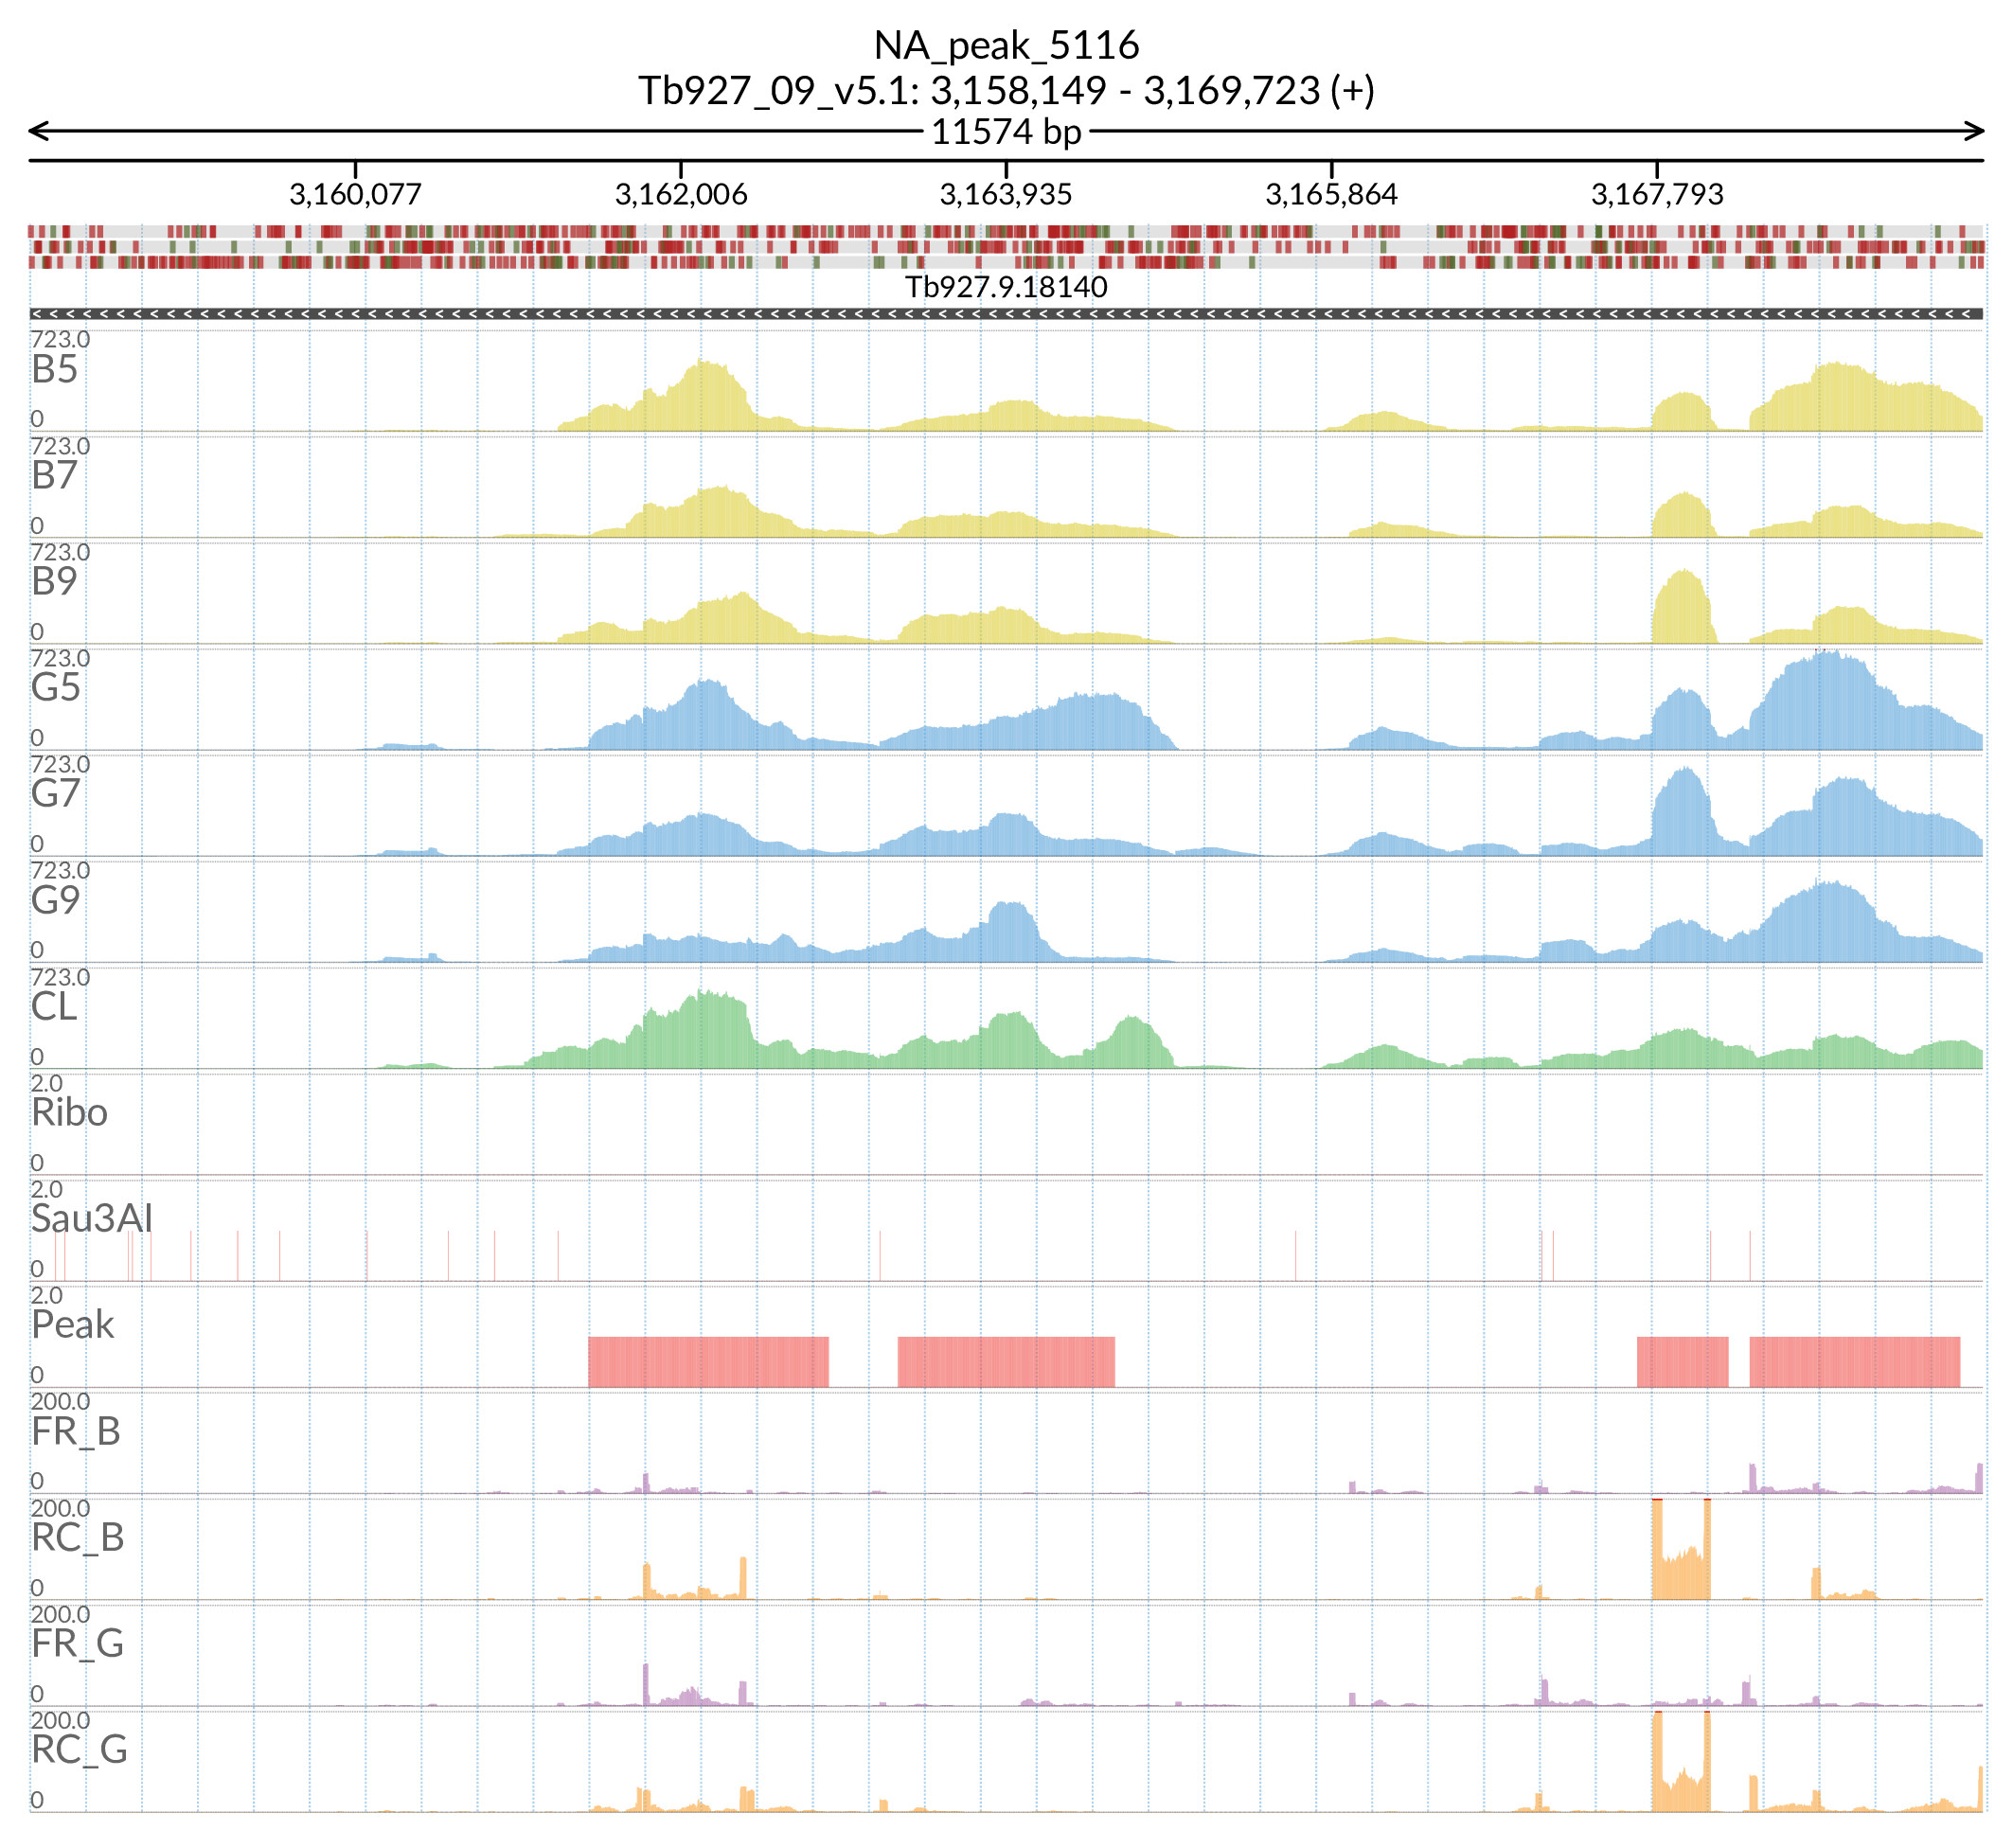 NA_peak_5116
Tb927_09_v5.1: 3,158,149 - 3,169,723 (+)
11574 bp
3,160,077 3,162,006 3,163,935 3,165,864 3,167,793
Tb927.9.18140
723.0
B5
0
723.0
B7
0
723.0
B9
0
723.0
G5
0
723.0
G7
0
723.0
G9
0
723.0
CL
0
2.0
Ribo
0
2.0
Sau3AI
0
2.0
Peak
0
200.0
FR_B
0
200.0
RC_B
0
200.0
FR_G
0
200.0
RC_G
0